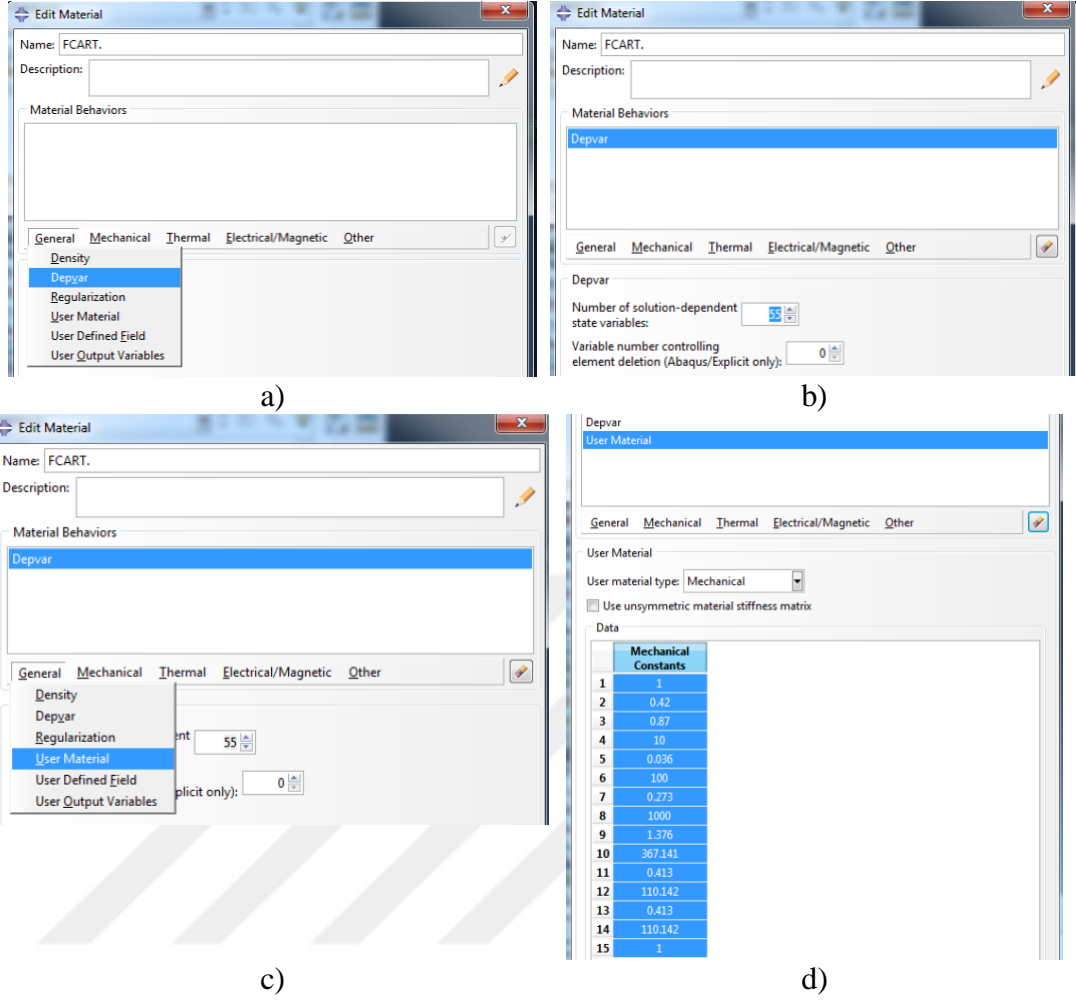 Edit Material
x
Name: FCART.
Description:
Material Behaviors
General Mechanical Thermal Electrical/Magnetic Other
Density
Depvar
Regularization
User Material
User Defined Field
User Output Variables
a)
Edit Material
x
Name: FCART.
Description:
Material Behaviors
Depvar
General Mechanical Thermal Electrical/Magnetic Other
Depvar
Number of solution-dependent
state variables: 55
Variable number controlling
element deletion (Abaqus/Explicit only): 0
b)
Edit Material
x
Name: FCART.
Description:
Material Behaviors
Depvar
General Mechanical Thermal Electrical/Magnetic Other
Density
Depvar
Regularization
User Material
User Defined Field
User Output Variables
ent 55
plicit only): 0
c)
Depvar
User Material
General Mechanical Thermal Electrical/Magnetic Other
User Material
User material type: Mechanical
Use unsymmetric material stiffness matrix
Data
Mechanical
Constants
1 1
2 0.42
3 0.87
4 10
5 0.036
6 100
7 0.273
8 1000
9 1.376
10 367.141
11 0.413
12 110.142
13 0.413
14 110.142
15 1
d)